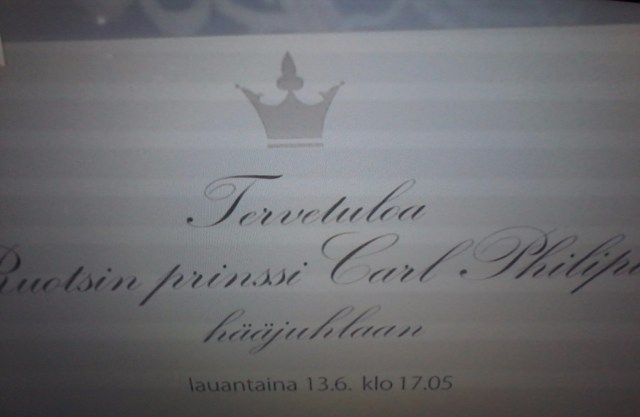 Tervetuloa
Ruotsin prinssi Carl Philip
hääjuhlaan
lauantaina 13.6. klo 17.05